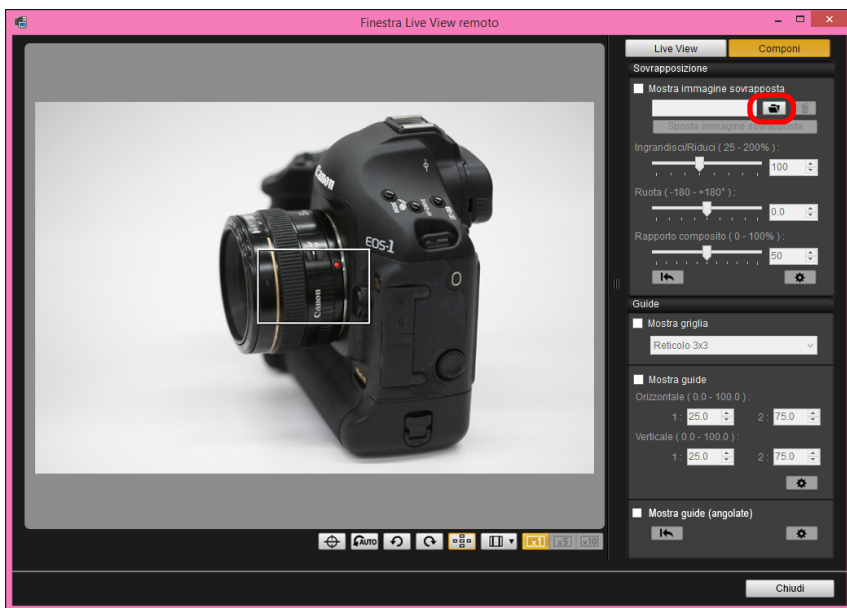 Finestra Live View remoto
Live View
Componi
Sovrapposizione
Mostra immagine sovrapposta
Sposta immagine sovrapposta
Ingrandisci/Riduci ( 25 - 200% ) :
100
Ruota ( -180 - +180° ) :
0.0
Rapporto composito ( 0 - 100% ) :
50
Guide
Mostra griglia
Reticolo 3x3
Mostra guide
Orizzontale ( 0.0 - 100.0 ) :
1 : 25.0 2 : 75.0
Verticale ( 0.0 - 100.0 ) :
1 : 25.0 2 : 75.0
Mostra guide (angolate)
Canon
EOS-1
Canon
AUTO
x1 x5 x10
Chiudi